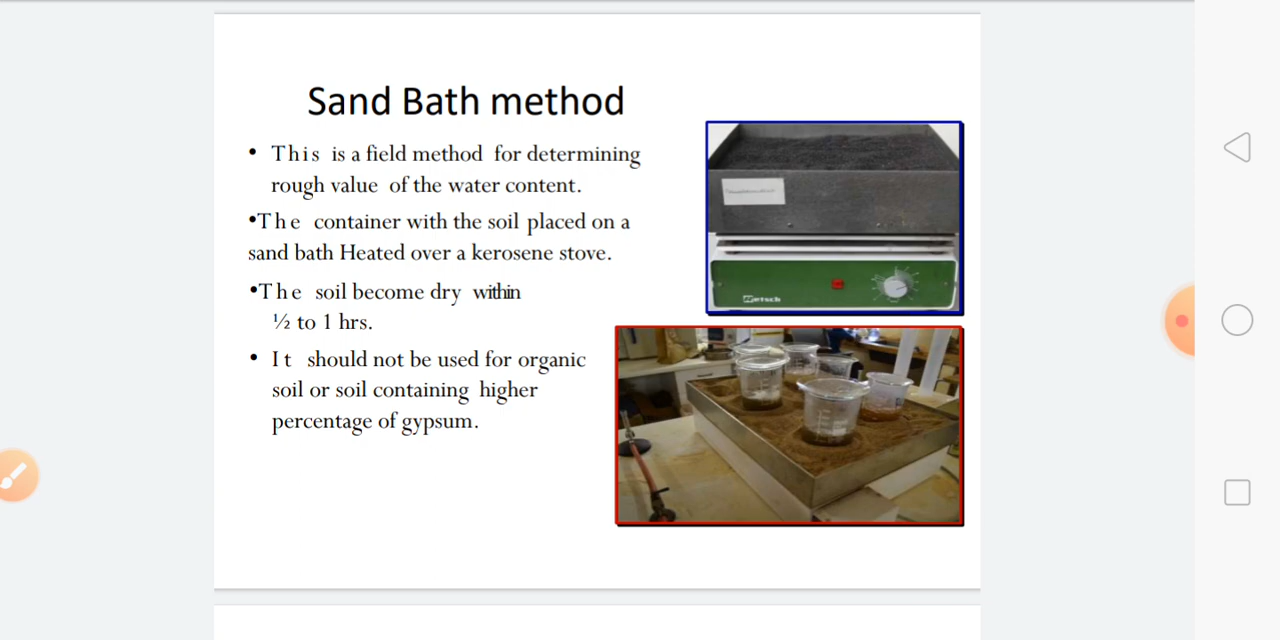 Sand Bath method
• This is a field method for determining
rough value of the water content.
•The container with the soil placed on a
sand bath Heated over a kerosene stove.
•The soil become dry within
½ to 1 hrs.
• It should not be used for organic
soil or soil containing higher
percentage of gypsum.